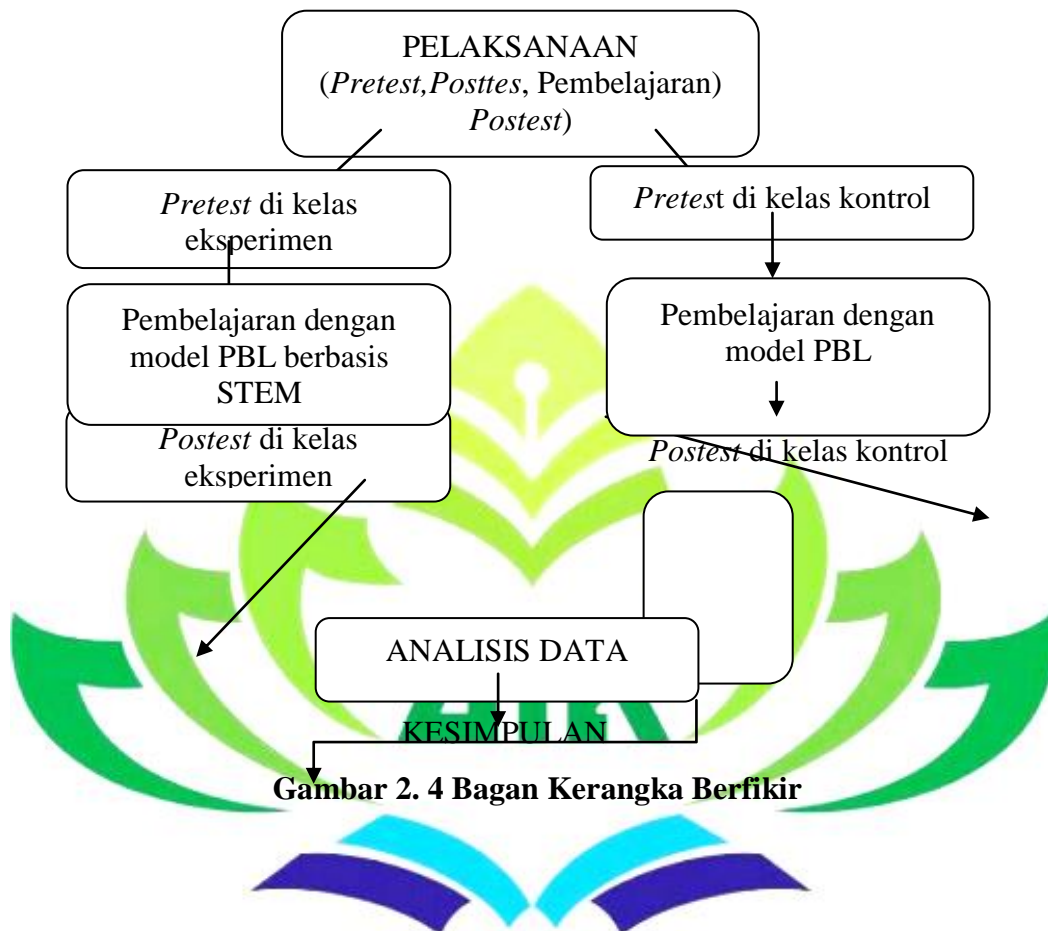 PELAKSANAAN
(Pretest,Posttes, Pembelajaran)
Postest)
Pretest di kelas
eksperimen
Pretest di kelas kontrol
Pembelajaran dengan
model PBL berbasis
STEM
Pembelajaran dengan
model PBL
Postest di kelas
eksperimen
Postest di kelas kontrol
ANALISIS DATA
KESIMPULAN
Gambar 2. 4 Bagan Kerangka Berfikir